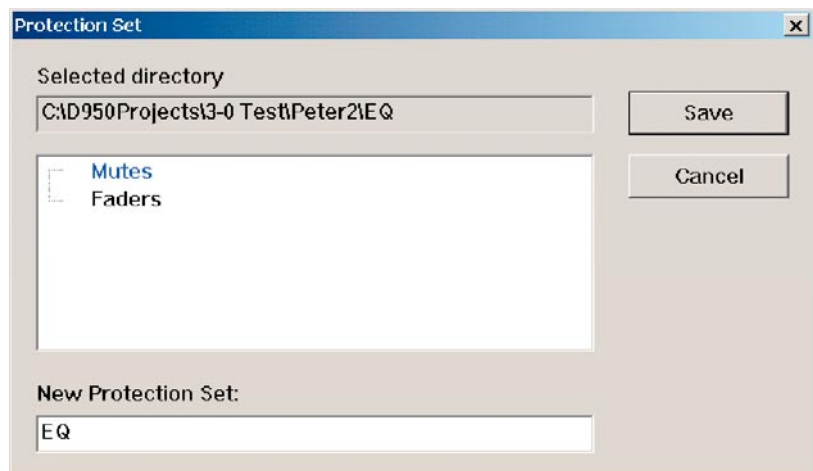 Protection Set
Selected directory
C:\D950Projects\3-0 Test\Peter2\EQ
Save
Mutes
Cancel
Faders
New Protection Set:
EQ